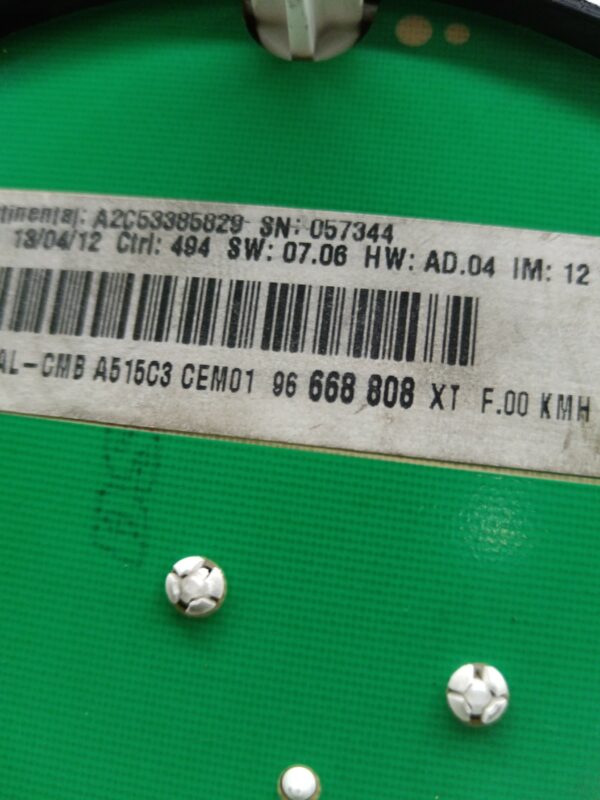 tinental: A2C53385829 SN: 057344
13/04/12 Ctrl: 494 SW: 07.06 HW: AD.04 IM: 12
AL-CMB A515C3 CEM01 96 668 808 XT F.00 KMH